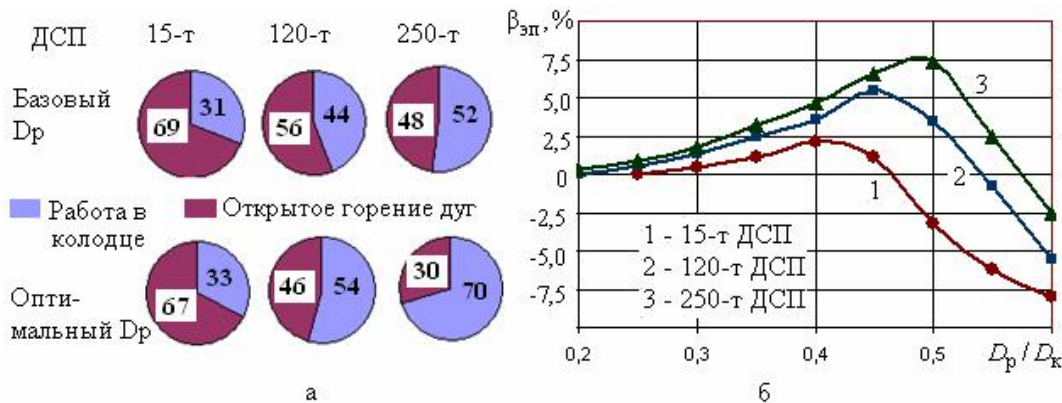 ДСП 15-т 120-т 250-т
Базовый Dр
31
69
44
56
52
48
Работа в колодце
Открытое горение дуг
Опти-
мальный Dр
33
67
54
46
70
30
а
βэп, %
7,5
5,0
2,5
0
-2,5
-5,0
-7,5
3
2
1
1 - 15-т ДСП
2 - 120-т ДСП
3 - 250-т ДСП
0,2 0,3 0,4 0,5 Dр / Dк
б